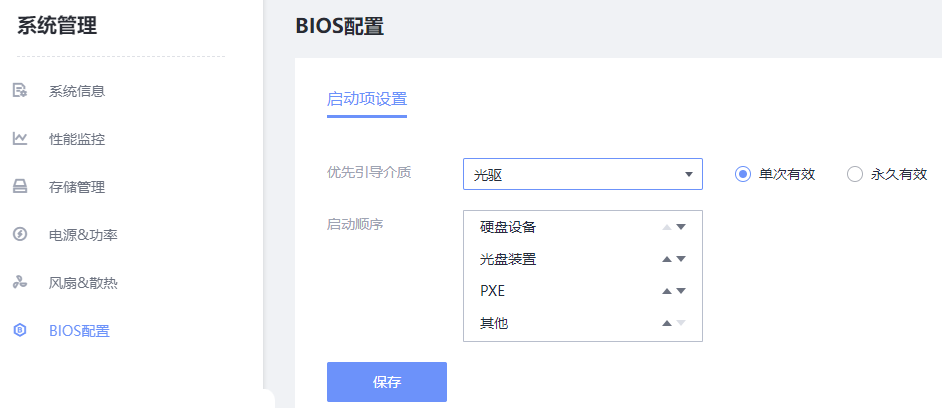 系统管理
系统信息
性能监控
存储管理
电源&功率
风扇&散热
BIOS配置
BIOS配置
启动项设置
优先引导介质 光驱 单次有效 永久有效
启动顺序
硬盘设备
光盘装置
PXE
其他
保存